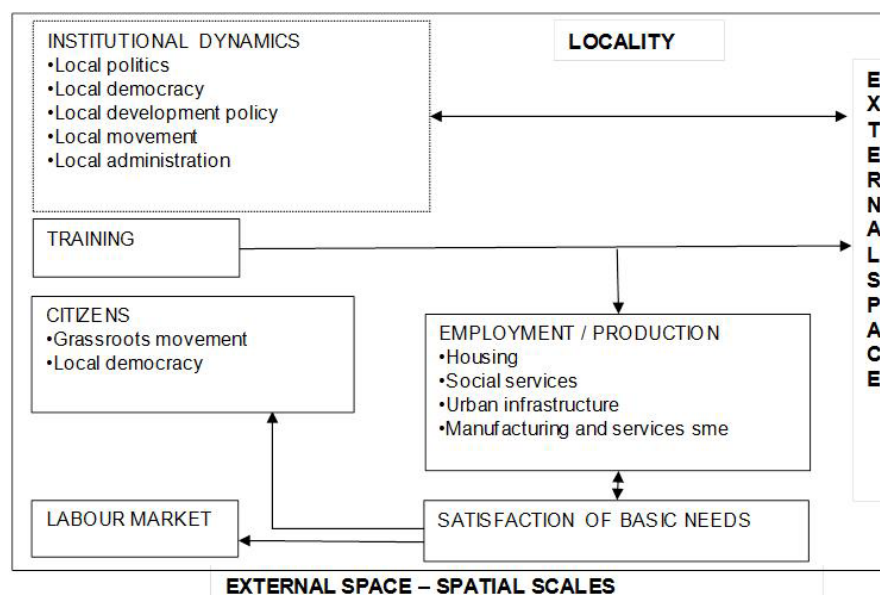 INSTITUTIONAL DYNAMICS
•Local politics
•Local democracy
•Local development policy
•Local movement
•Local administration
LOCALITY
TRAINING
CITIZENS
•Grassroots movement
•Local democracy
EMPLOYMENT / PRODUCTION
•Housing
•Social services
•Urban infrastructure
•Manufacturing and services sme
LABOUR MARKET
SATISFACTION OF BASIC NEEDS
E
X
T
E
R
N
A
L
S
P
A
C
E
EXTERNAL SPACE – SPATIAL SCALES